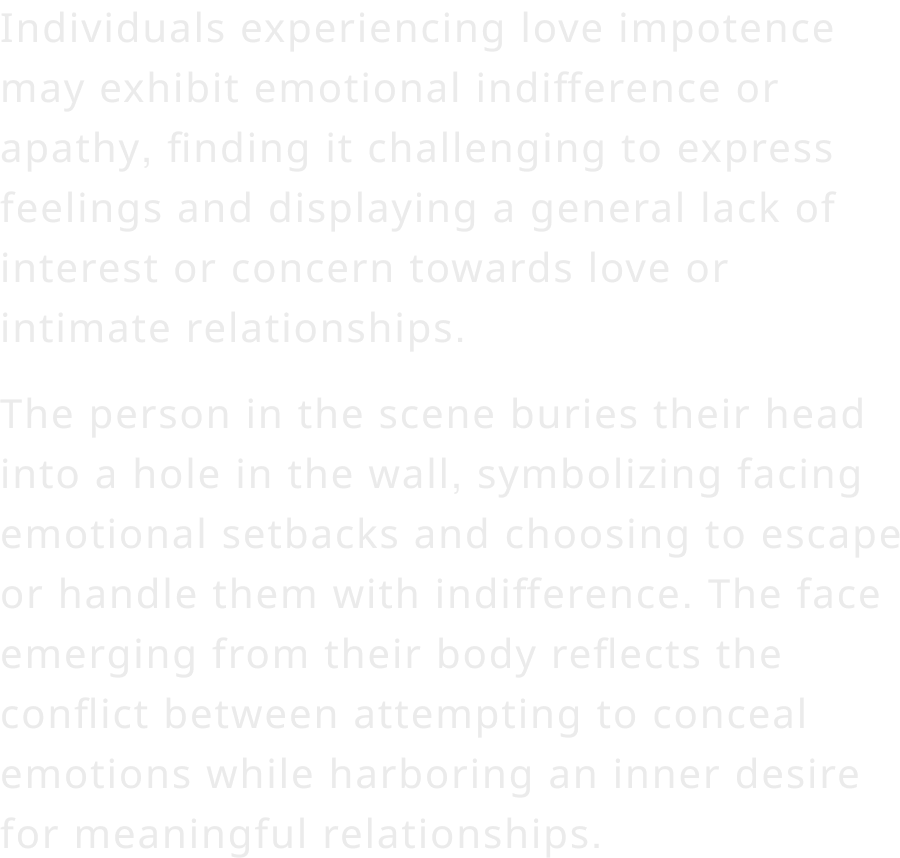 Individuals experiencing love impotence
may exhibit emotional indifference or
apathy, finding it challenging to express
feelings and displaying a general lack of
interest or concern towards love or
intimate relationships.
The person in the scene buries their head
into a hole in the wall, symbolizing facing
emotional setbacks and choosing to escape
or handle them with indifference. The face
emerging from their body reflects the
conflict between attempting to conceal
emotions while harboring an inner desire
for meaningful relationships.